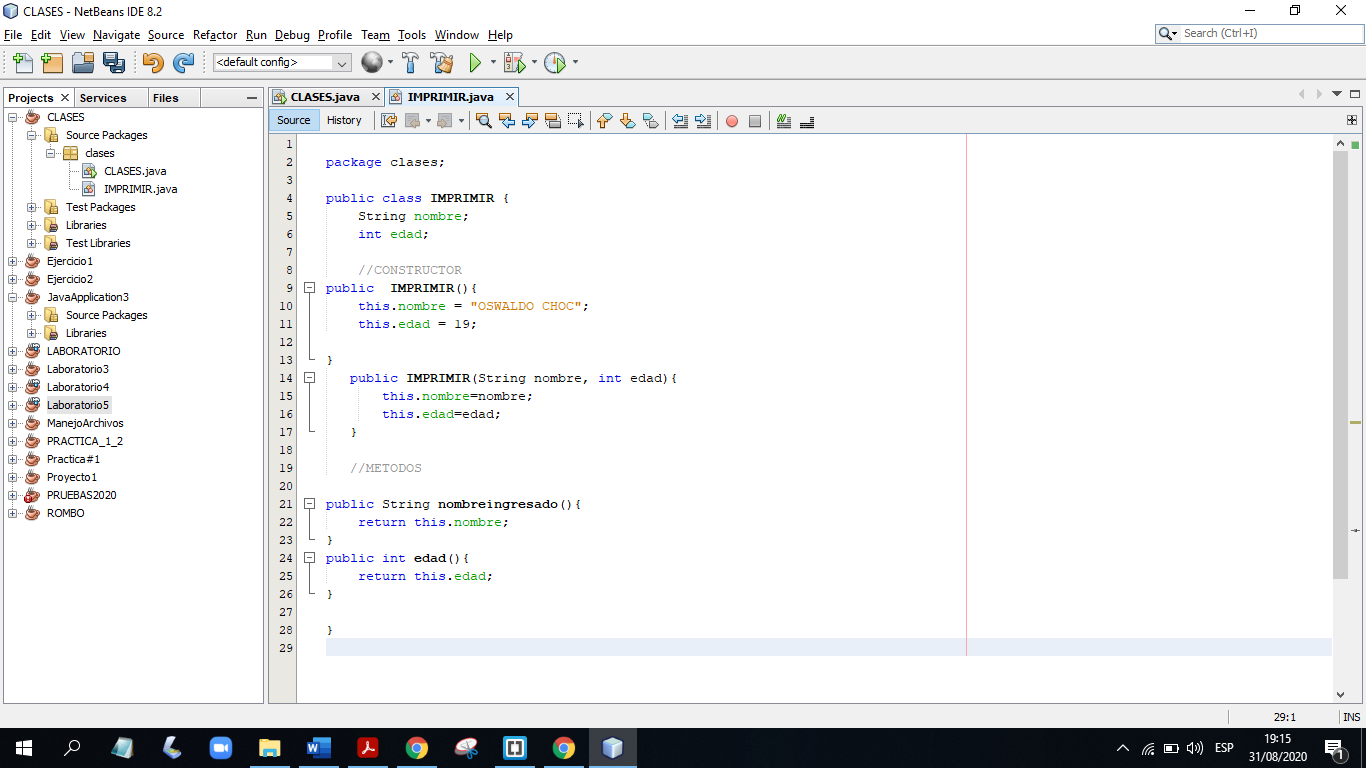 CLASES - NetBeans IDE 8.2
File Edit View Navigate Source Refactor Run Debug Profile Team Tools Window Help
Search (Ctrl+I)
<default config>
Projects Services Files
CLASES.java IMPRIMIR.java
Source History
CLASES
Source Packages
clases
CLASES.java
IMPRIMIR.java
Test Packages
Libraries
Test Libraries
Ejercicio1
Ejercicio2
JavaApplication3
Source Packages
Libraries
LABORATORIO
Laboratorio3
Laboratorio4
Laboratorio5
ManejoArchivos
PRACTICA_1_2
Practica#1
Proyecto1
PRUEBAS2020
ROMBO
1
2 package clases;
3
4 public class IMPRIMIR {
5 String nombre;
6 int edad;
7
8 //CONSTRUCTOR
9 public  IMPRIMIR(){
10 this.nombre = "OSWALDO CHOC";
11 this.edad = 19;
12
13 }
14 public IMPRIMIR(String nombre, int edad){
15 this.nombre=nombre;
16 this.edad=edad;
17 }
18
19 //METODOS
20
21 public String nombreingresado(){
22 return this.nombre;
23 }
24 public int edad(){
25 return this.edad;
26 }
27
28 }
29
29:1 INS
ESP
19:15
31/08/2020
1